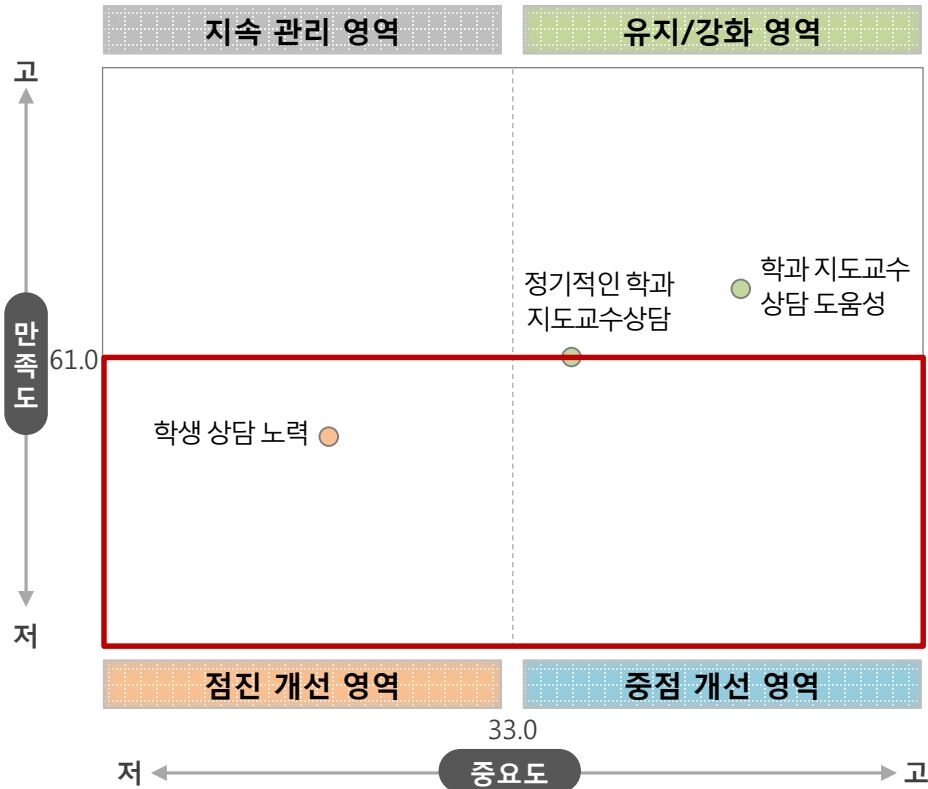 지속 관리 영역
유지/강화 영역
고
만족도
61.0
저
정기적인 학과
지도교수상담
학과 지도교수
상담 도움성
학생 상담 노력
점진 개선 영역
중점 개선 영역
33.0
저
중요도
고